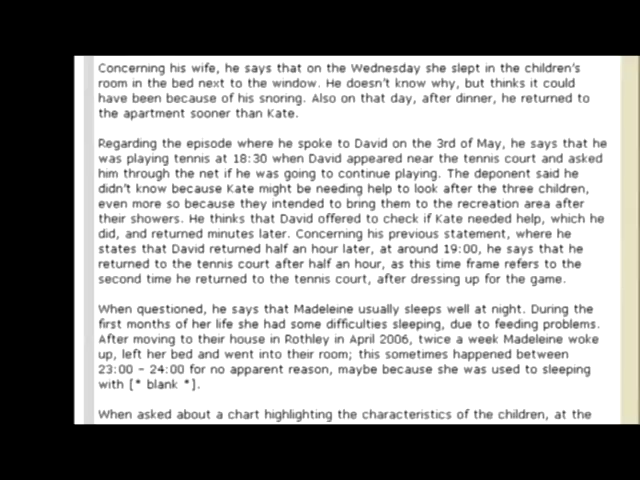 Concerning his wife, he says that on the Wednesday she slept in the children's
room in the bed next to the window. He doesn't know why, but thinks it could
have been because of his snoring. Also on that day, after dinner, he returned to
the apartment sooner than Kate.
Regarding the episode where he spoke to David on the 3rd of May, he says that he
was playing tennis at 18:30 when David appeared near the tennis court and asked
him through the net if he was going to continue playing. The deponent said he
didn't know because Kate might be needing help to look after the three children,
even more so because they intended to bring them to the recreation area after
their showers. He thinks that David offered to check if Kate needed help, which he
did, and returned minutes later. Concerning his previous statement, where he
states that David returned half an hour later, at around 19:00, he says that he
returned to the tennis court after half an hour, as this time frame refers to the
second time he returned to the tennis court, after dressing up for the game.
When questioned, he says that Madeleine usually sleeps well at night. During the
first months of her life she had some difficulties sleeping, due to feeding problems.
After moving to their house in Rothley in April 2006, twice a week Madeleine woke
up, left her bed and went into their room; this sometimes happened between
23:00 - 24:00 for no apparent reason, maybe because she was used to sleeping
with [* blank *].
When asked about a chart highlighting the characteristics of the children, at the